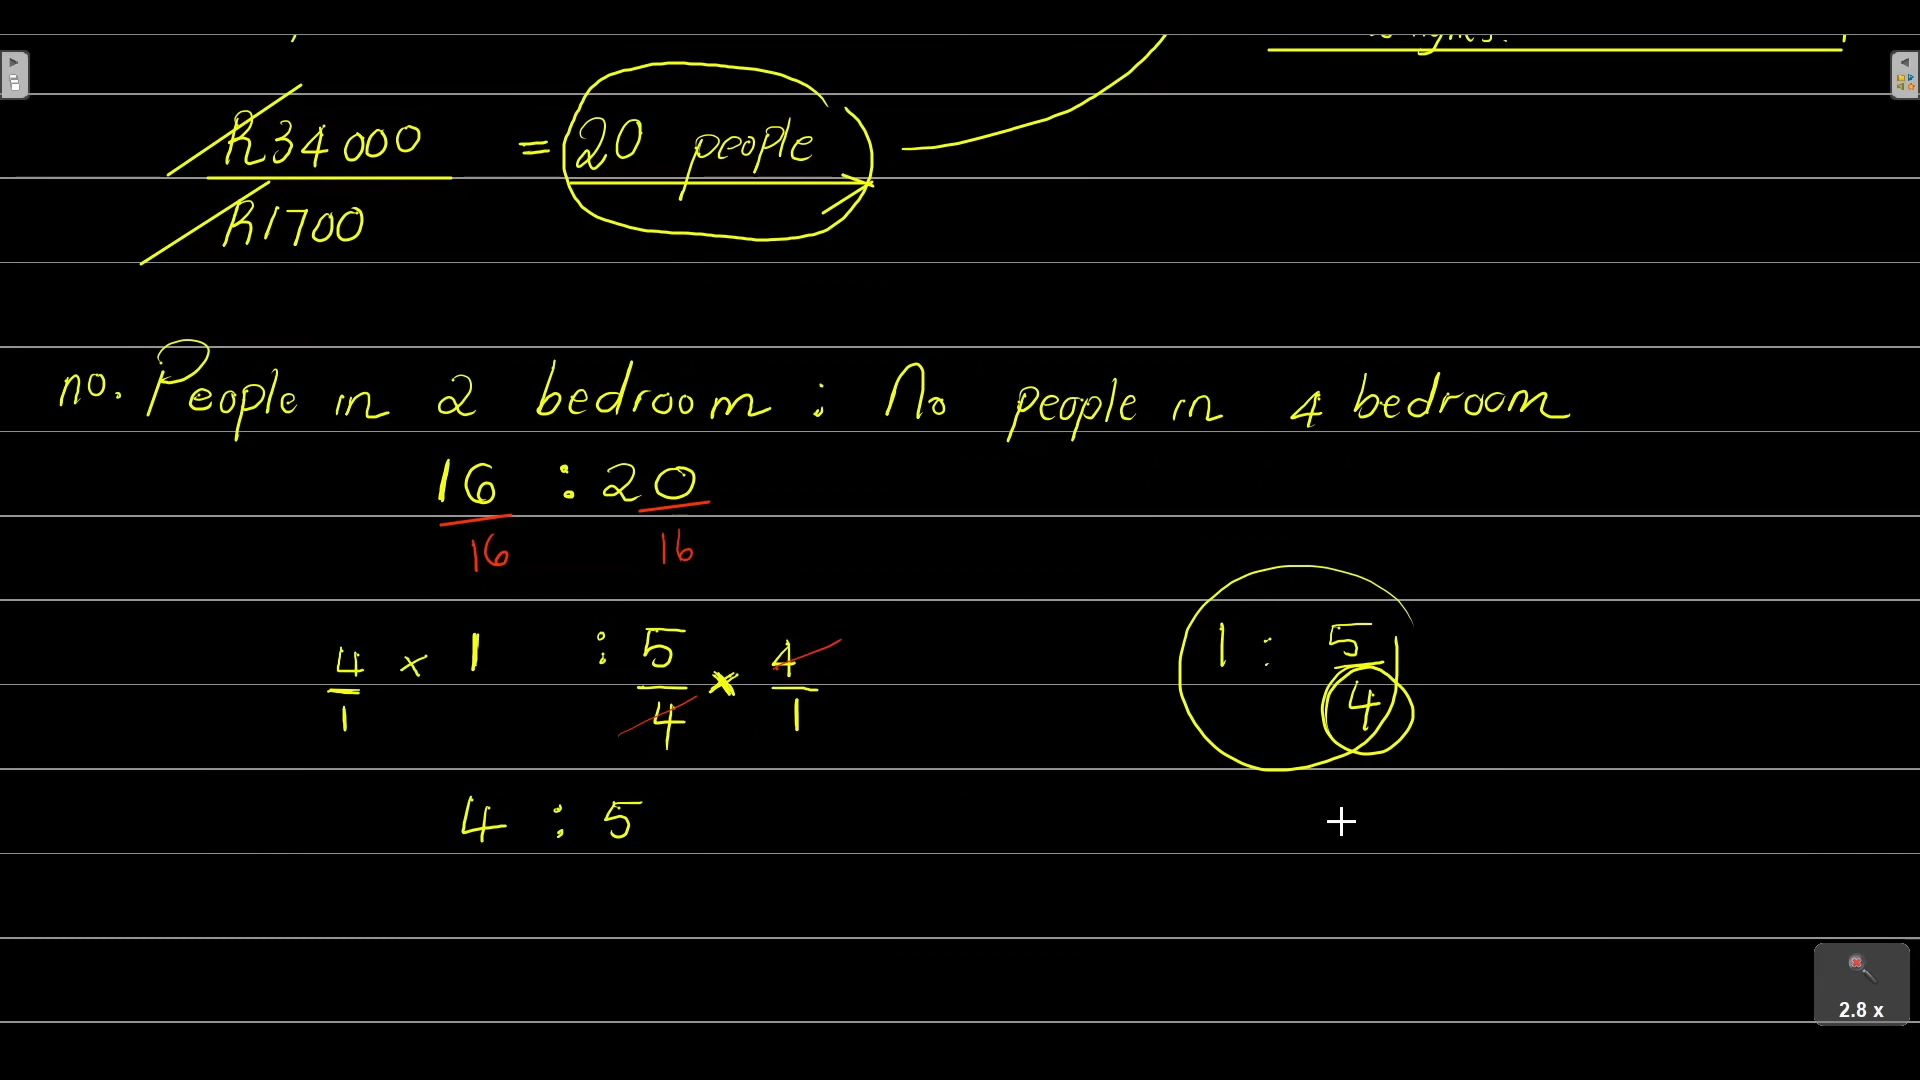 R34 000 = 20 people
R1700
no. People in 2 bedroom : No people in 4 bedroom
16 : 20
16 16
4/1 × 1 : 5/4 × 4/1
1 : 5/4
4 : 5
2.8 x